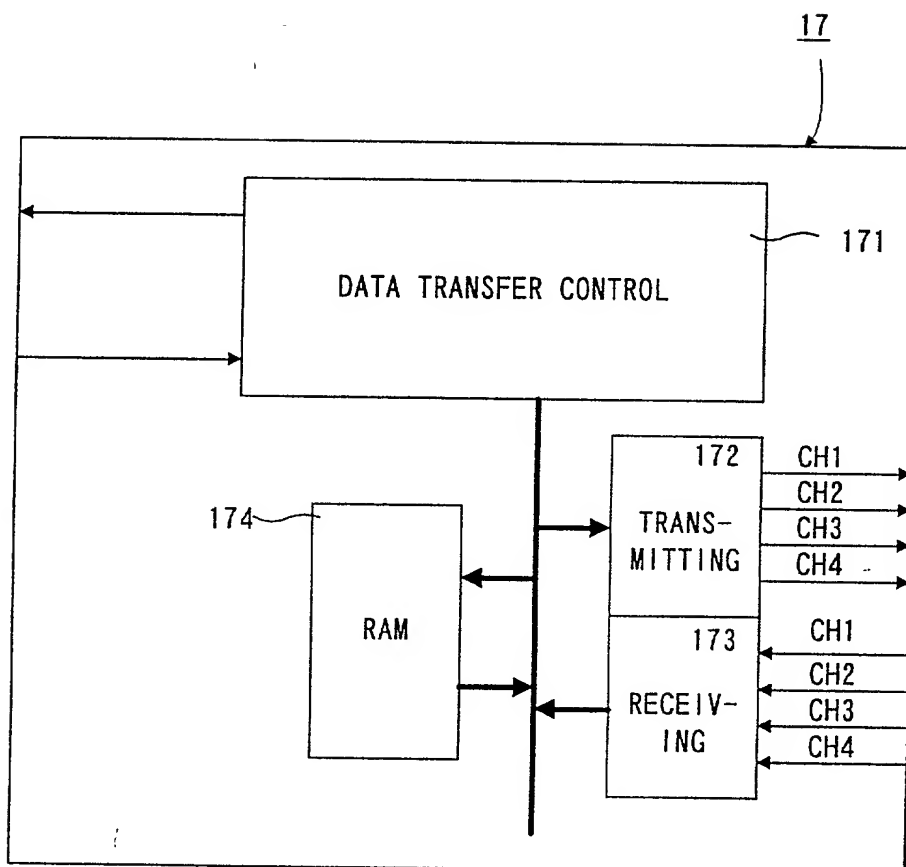 17
171
DATA TRANSFER CONTROL
172
CH1
CH2
CH3
CH4
TRANS-
MITTING
174
RAM
173
CH1
CH2
CH3
CH4
RECEIV-
ING